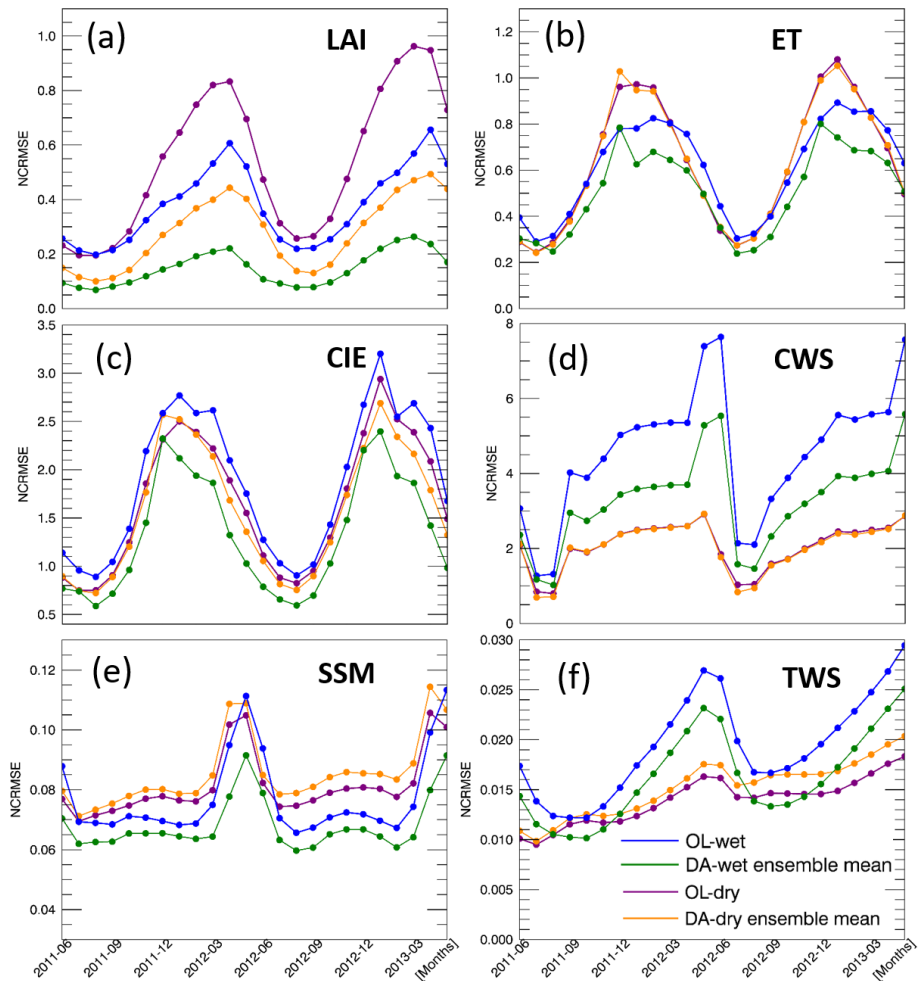 (a) LAI
NCRMSE
1.0
0.8
0.6
0.4
0.2
0.0
(b) ET
NCRMSE
1.2
1.0
0.8
0.6
0.4
0.2
0.0
(c) CIE
NCRMSE
3.5
3.0
2.5
2.0
1.5
1.0
0.5
(d) CWS
NCRMSE
8
6
4
2
0
(e) SSM
NCRMSE
0.12
0.10
0.08
0.06
0.04
2011-06
2011-09
2011-12
2012-03
2012-06
2012-09
2012-12
2013-03
[Months]
(f) TWS
NCRMSE
0.030
0.025
0.020
0.015
0.010
0.005
0.000
OL-wet
DA-wet ensemble mean
OL-dry
DA-dry ensemble mean
2011-06
2011-09
2011-12
2012-03
2012-06
2012-09
2012-12
2013-03
[Months]